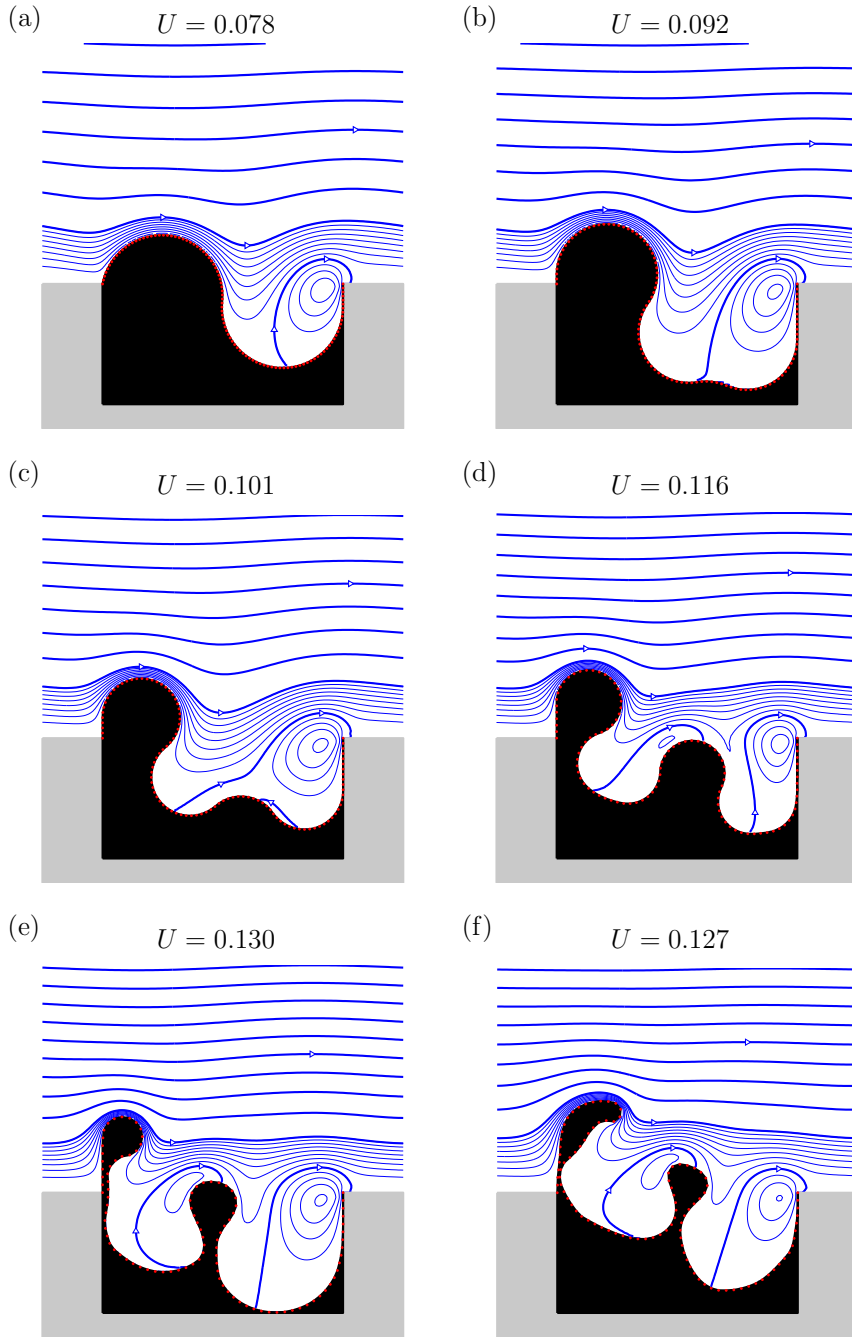 (a) U = 0.078
(b) U = 0.092
(c) U = 0.101
(d) U = 0.116
(e) U = 0.130
(f) U = 0.127